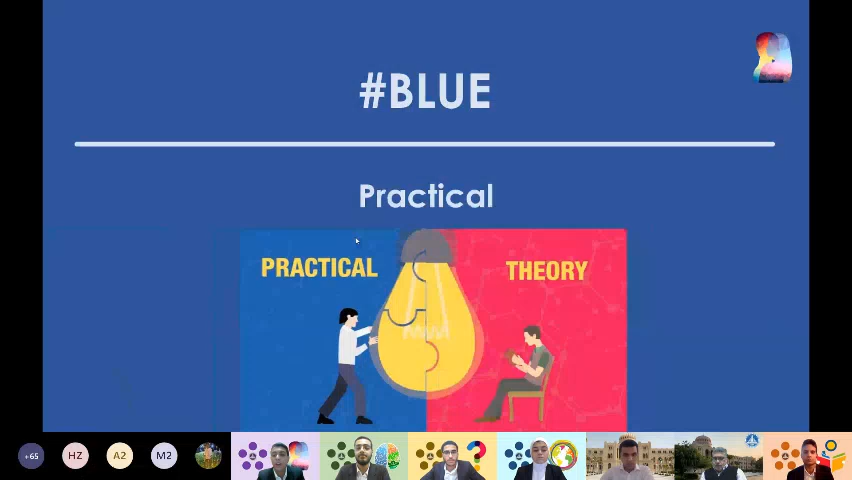 #BLUE
Practical
PRACTICAL
THEORY
+65
HZ
A2
M2